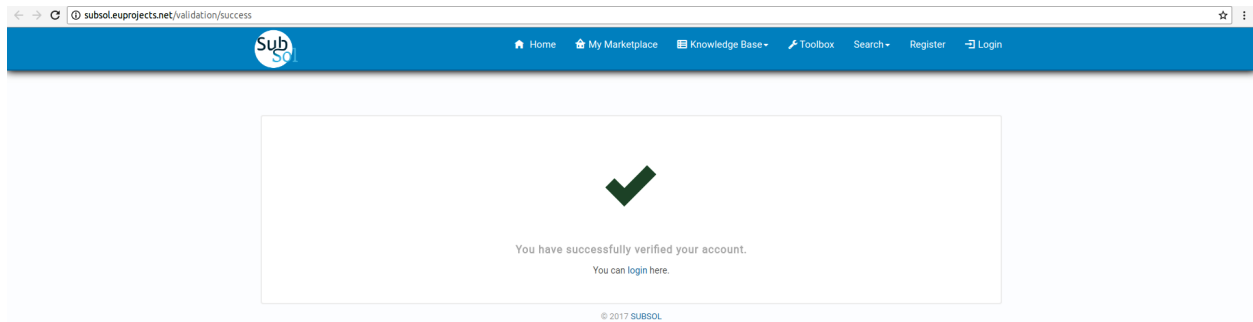 subsol.euprojects.net/validation/success
Sub
Sol
Home My Marketplace Knowledge Base Toolbox Search Register Login
You have successfully verified your account.
You can login here.
© 2017 SUBSOL